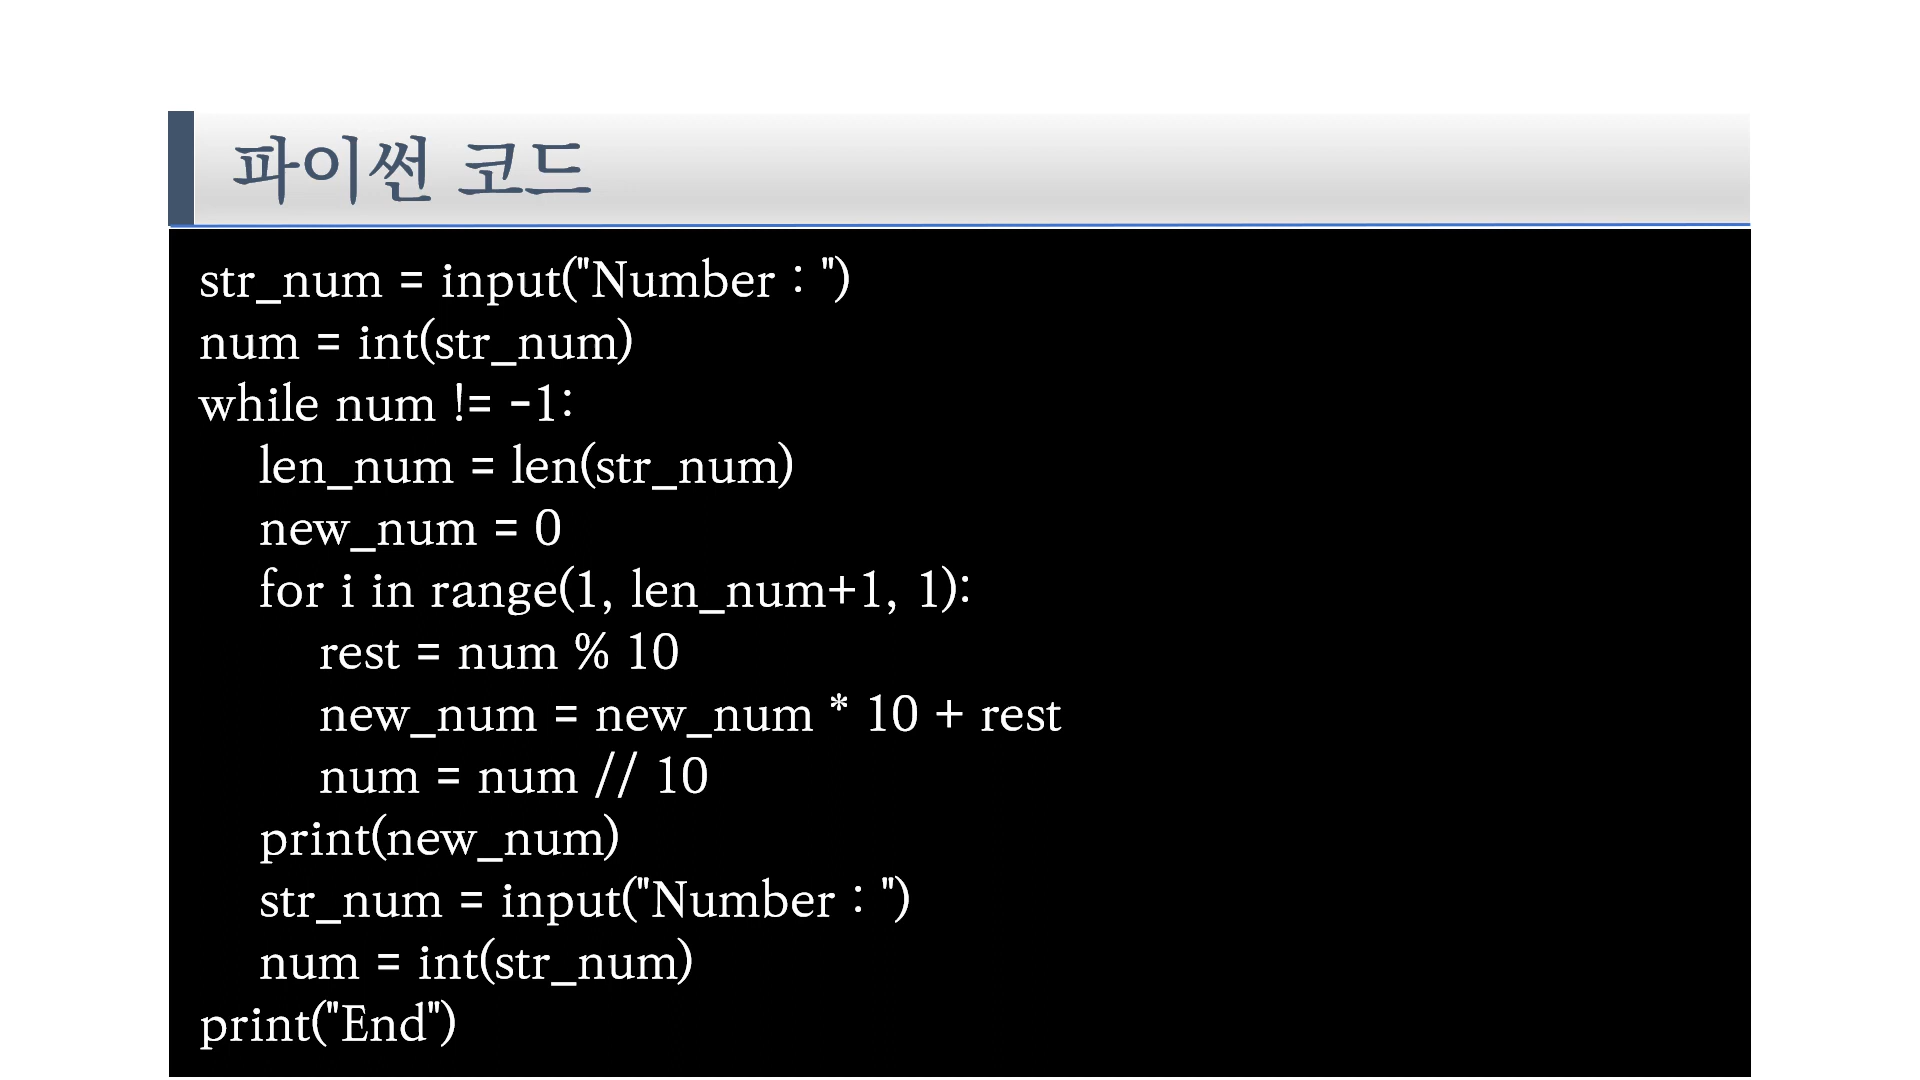 파이썬 코드
str_num = input("Number : ")
num = int(str_num)
while num != -1:
    len_num = len(str_num)
    new_num = 0
    for i in range(1, len_num+1, 1):
        rest = num % 10
        new_num = new_num * 10 + rest
        num = num // 10
    print(new_num)
    str_num = input("Number : ")
    num = int(str_num)
print("End")